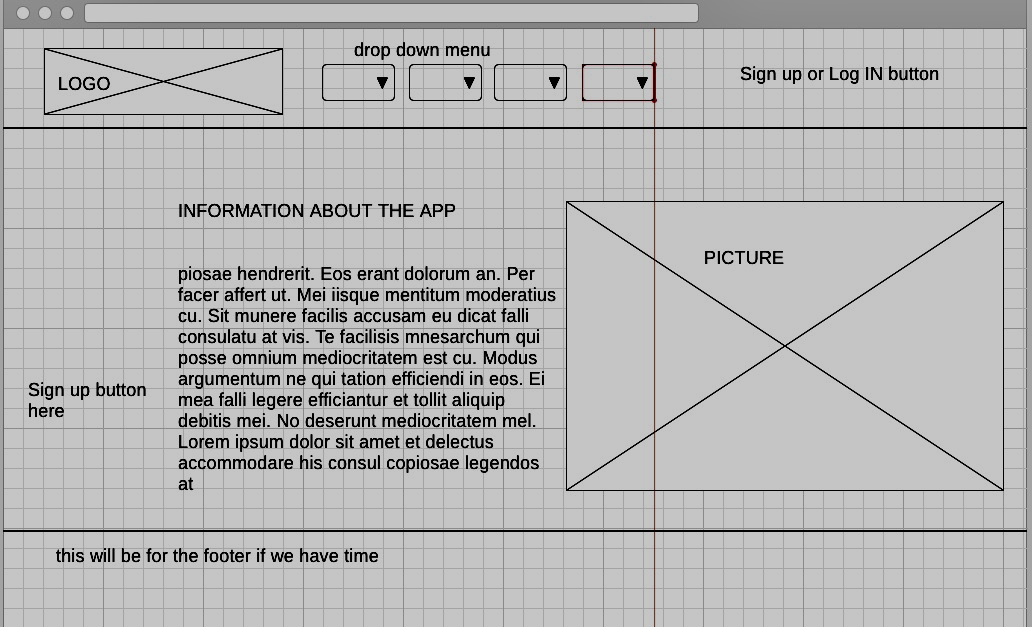 drop down menu
LOGO
Sign up or Log IN button
INFORMATION ABOUT THE APP
PICTURE
piosae hendrerit. Eos erant dolorum an. Per
facer affert ut. Mei iisque mentitum moderatius
cu. Sit munere facilis accusam eu dicat falli
consulatu at vis. Te facilisis mnesarchum qui
posse omnium mediocritatem est cu. Modus
argumentum ne qui tation efficiendi in eos. Ei
mea falli legere efficiantur et tollit aliquip
debitis mei. No deserunt mediocritatem mel.
Lorem ipsum dolor sit amet et delectus
accommodare his consul copiosae legendos
at
Sign up button
here
this will be for the footer if we have time